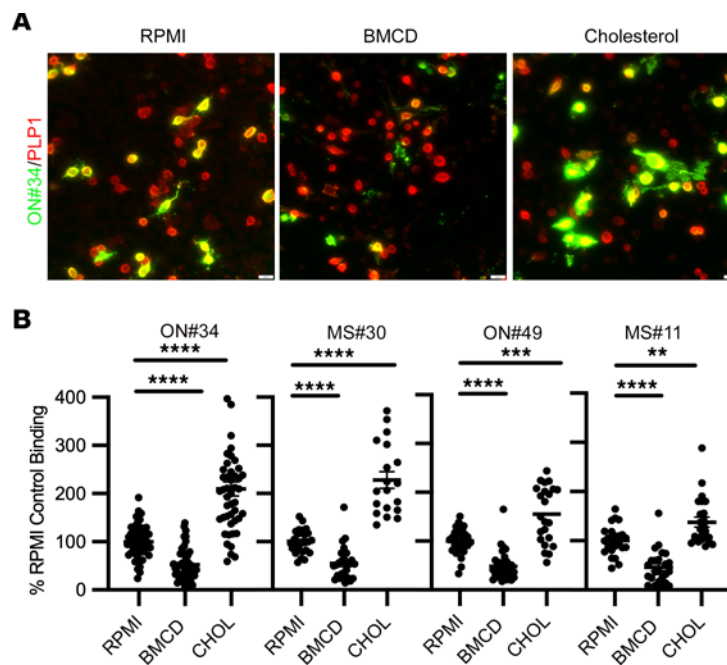 A
RPMI BMCD Cholesterol
ON#34/PLP1
B
ON#34 MS#30 ON#49 MS#11
**** **** *** **
**** **** **** ****
% RPMI Control Binding
400
300
200
100
0
RPMI BMCD CHOL RPMI BMCD CHOL RPMI BMCD CHOL RPMI BMCD CHOL